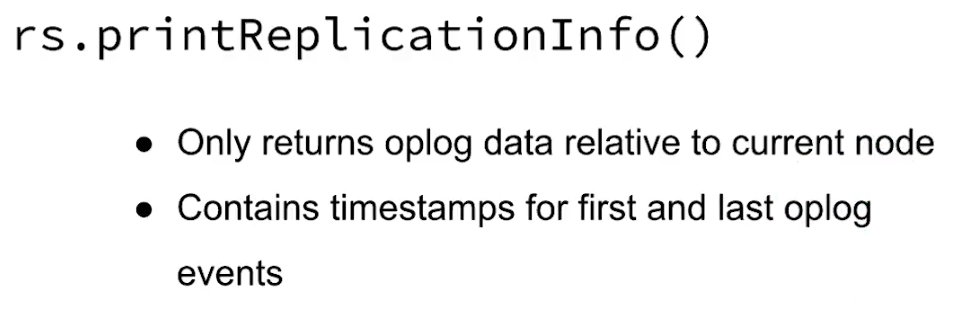 rs.printReplicationInfo()
● Only returns oplog data relative to current node
● Contains timestamps for first and last oplog
events